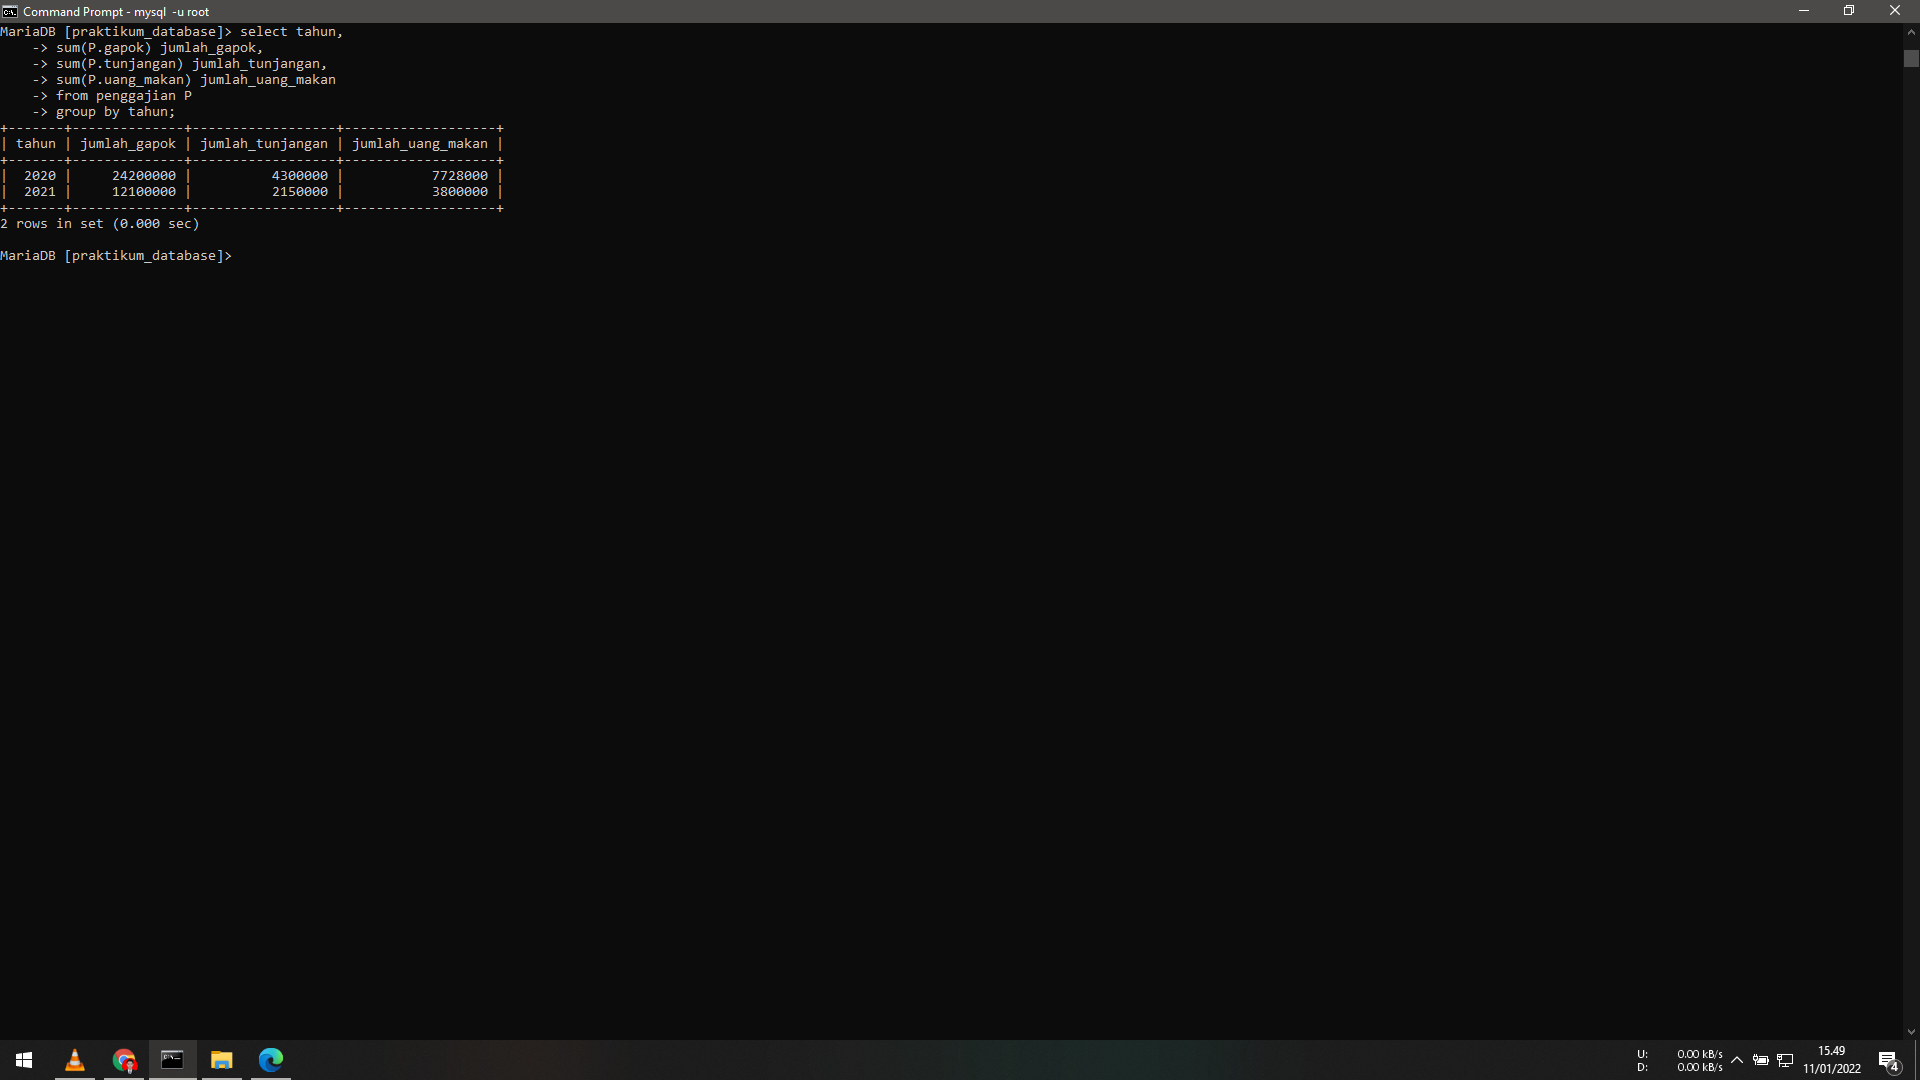 Command Prompt - mysql  -u root
MariaDB [praktikum_database]> select tahun,
    -> sum(P.gapok) jumlah_gapok,
    -> sum(P.tunjangan) jumlah_tunjangan,
    -> sum(P.uang_makan) jumlah_uang_makan
    -> from penggajian P
    -> group by tahun;
+-------+--------------+------------------+-------------------+
| tahun | jumlah_gapok | jumlah_tunjangan | jumlah_uang_makan |
+-------+--------------+------------------+-------------------+
|  2020 |     24200000 |          4300000 |           7728000 |
|  2021 |     12100000 |          2150000 |           3800000 |
+-------+--------------+------------------+-------------------+
2 rows in set (0.000 sec)
MariaDB [praktikum_database]>
U: 0.00 kB/s
D: 0.00 kB/s
15.49
11/01/2022
4